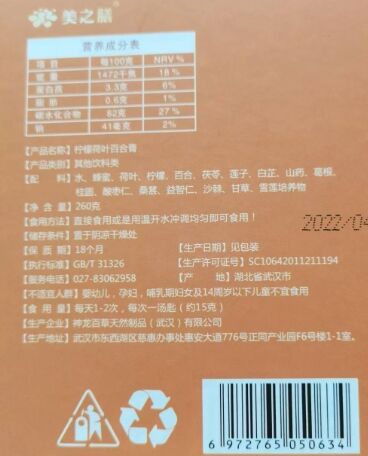 美之膳
营养成分表
项目 每100克 NRV%
能量 1472千焦 18%
蛋白质 3.3克 6%
脂肪 0.6克 1%
碳水化合物 82克 27%
钠 41毫克 2%
【产品名称】柠檬荷叶百合膏
【产品类别】其他饮料类
【配 料】水、蜂蜜、荷叶、柠檬、百合、茯苓、莲子、白芷、山药、葛根、
桂圆、酸枣仁、桑葚、益智仁、沙棘、甘草、雪莲培养物
【净 含 量】260克
【食用方法】直接食用或是用温开水冲调均匀即可食用！
2022/04
【储存条件】置于阴凉干燥处
【保 质 期】18个月 【生产日期】见包装
【执行标准】GB/T 31326 【生产许可证号】SC10642011211194
【服务电话】027-83062958 【产 地】湖北省武汉市
【不适宜人群】婴幼儿，孕妇，哺乳期妇女及14周岁以下儿童不宜食用
【食 用 量】每天1-2次，每次一汤匙（约15克）
【生产企业】神龙百草天然制品（武汉）有限公司
【生产地址】武汉市东西湖区慈惠办事处惠安大道776号正同产业园F6号楼1-1室。
6 972765 050634